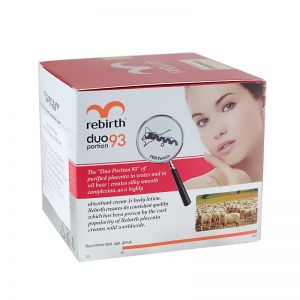 rebirth®
duo 93
portion
The "Duo Portion 93" of
purified placenta in water and in
oil base : creates silky smooth
complexion, as a highly
absorbent creme & body lotion.
Rebirth ensures its consistent quality
which has been proven by the vast
popularity of Rebirth placenta
creams sold worldwide.
Recommended age group